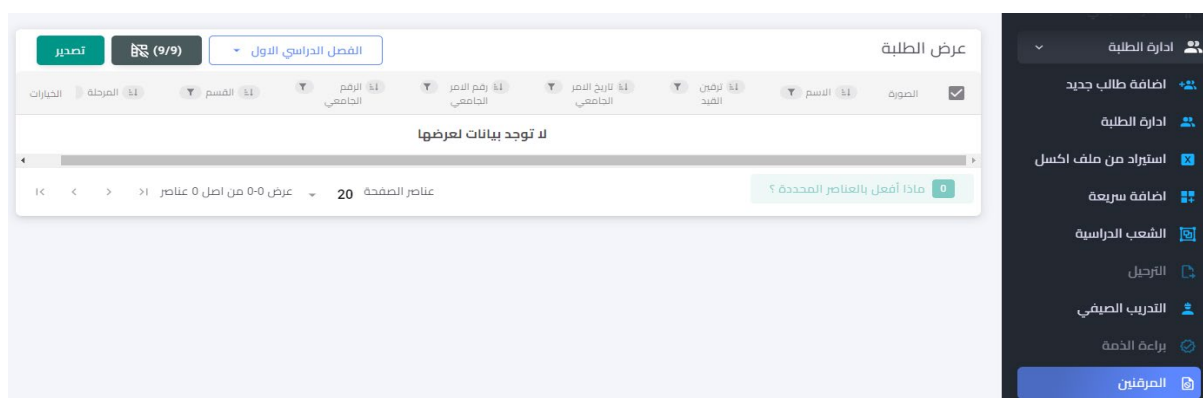 ادارة الطلبة
اضافة طالب جديد
ادارة الطلبة
استيراد من ملف اكسل
اضافة سريعة
الشعب الدراسية
الترحيل
التدريب الصيفي
براءة الذمة
المرقنين
عرض الطلبة
الفصل الدراسي الاول
(9/9)
تصدير
الصورة
الاسم
ترقين القيد
تاريخ الامر الجامعي
رقم الامر الجامعي
الرقم الجامعي
القسم
المرحلة
الخيارات
لا توجد بيانات لعرضها
0 ماذا أفعل بالعناصر المحددة ؟
عناصر الصفحة 20
عرض 0-0 من اصل 0 عناصر